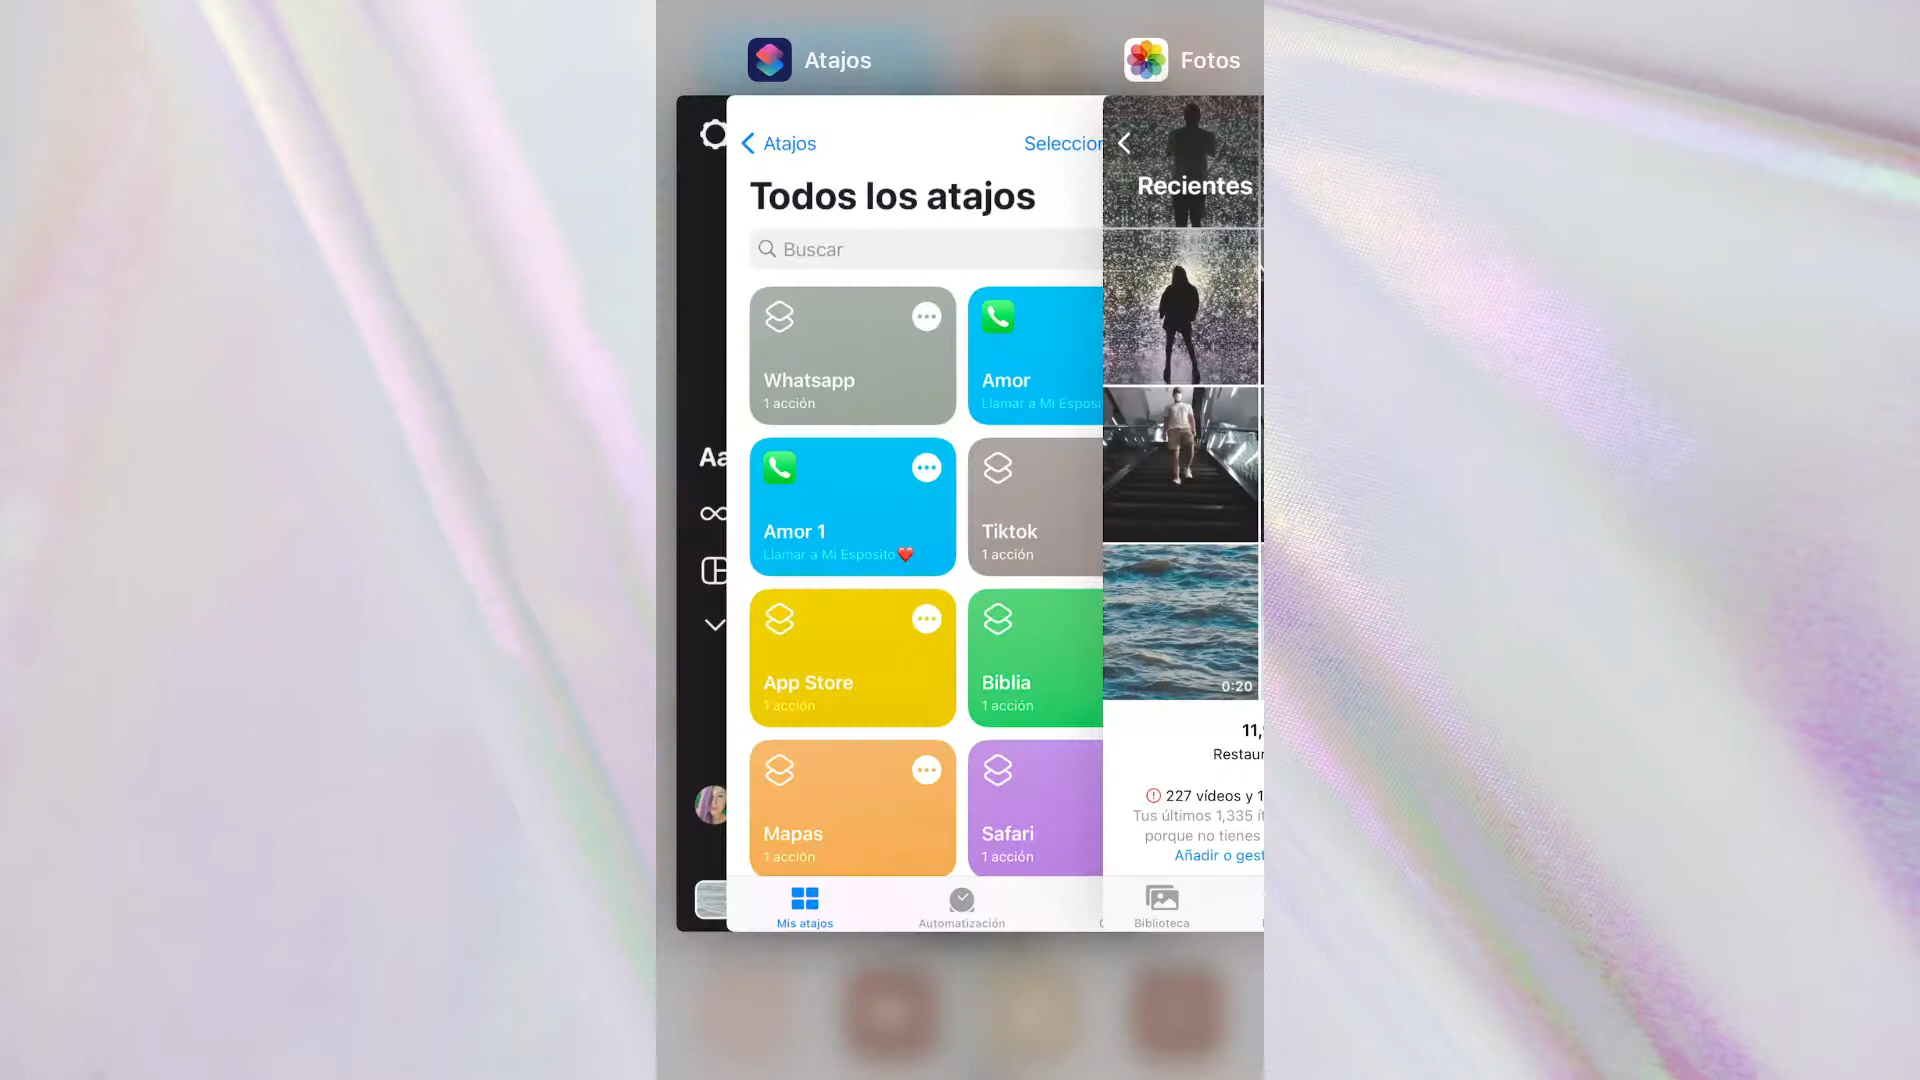 Atajos
Fotos
Atajos
Seleccion
Todos los atajos
Recientes
Buscar
Whatsapp
1 acción
Amor
Llamar a Mi Esposi
Amor 1
Llamar a Mi Esposito❤️
Tiktok
1 acción
Aa
App Store
1 acción
Biblia
1 acción
0:20
11,
Restaur
227 vídeos y 1
Tus últimos 1,335 ít
porque no tienes
Añadir o gest
Mapas
1 acción
Safari
1 acción
Mis atajos
Automatización
Biblioteca